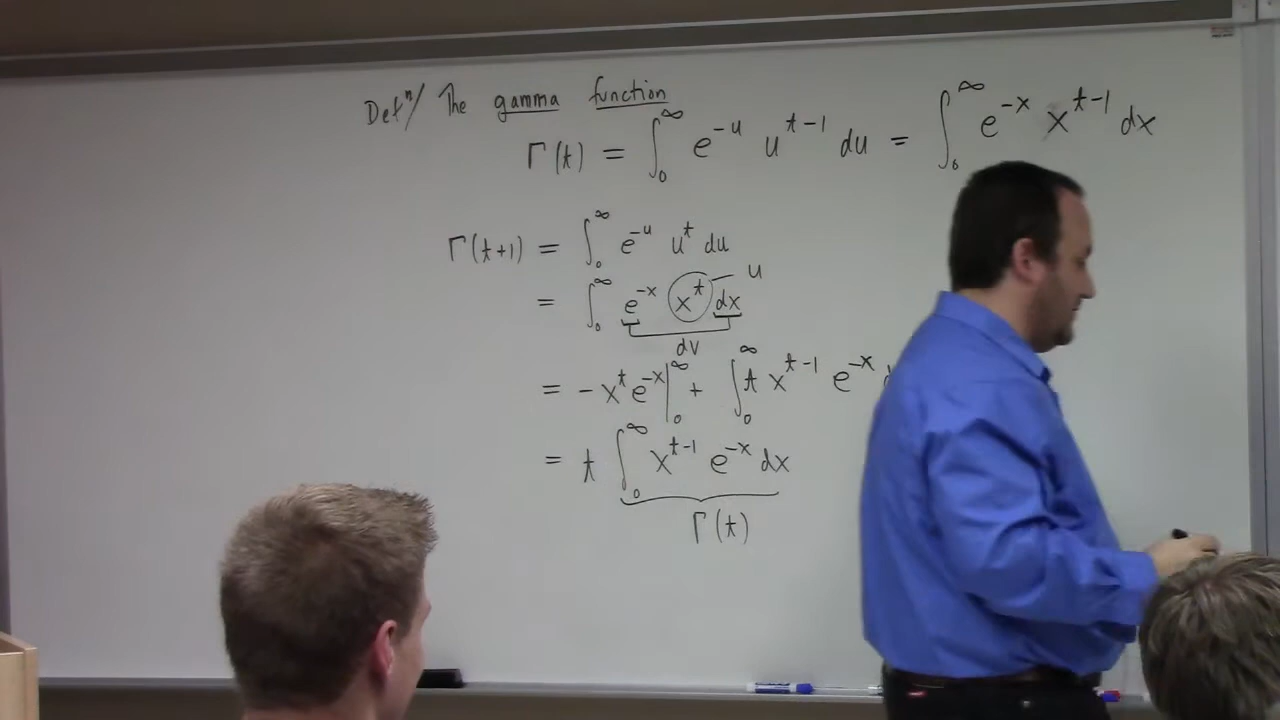 Defⁿ/ The gamma function
Γ(t) = ∫₀^∞ e^{-u} u^{t-1} du = ∫₀^∞ e^{-x} x^{t-1} dx
Γ(t+1) = ∫₀^∞ e^{-u} u^t du
= ∫₀^∞ e^{-x} x^t dx u
dv
= -x^t e^{-x}|₀^∞ + ∫₀^∞ t x^{t-1} e^{-x}
= t ∫₀^∞ x^{t-1} e^{-x} dx
Γ(t)